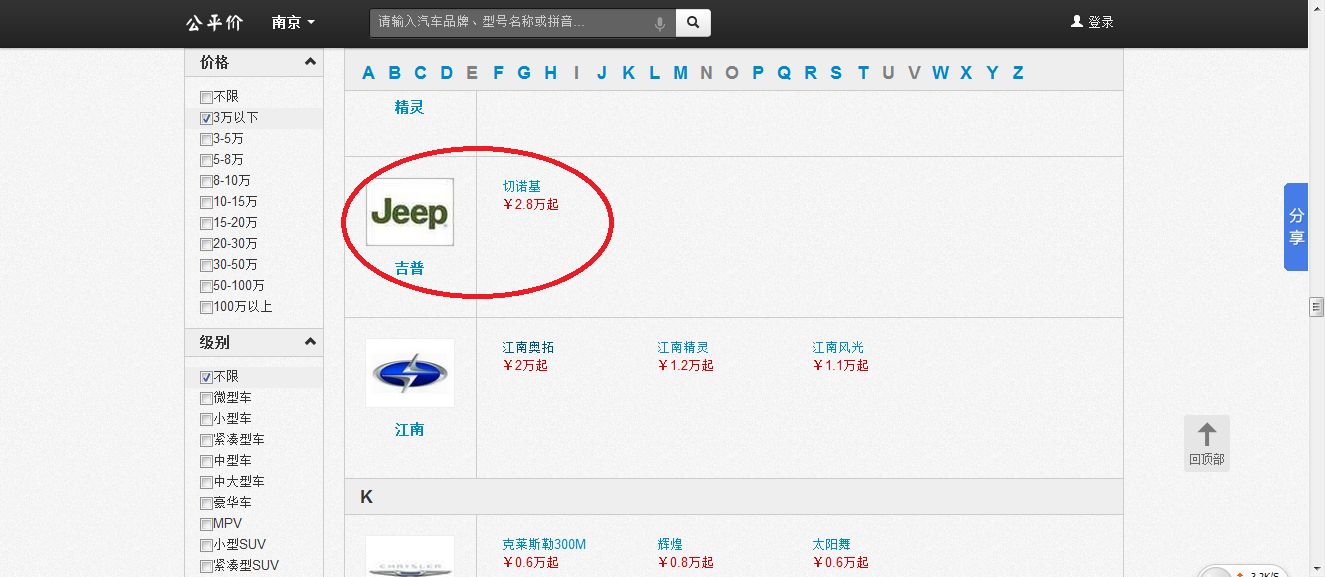 公平价 南京 请输入汽车品牌、型号名称或拼音... 登录
价格
不限
3万以下
3-5万
5-8万
8-10万
10-15万
15-20万
20-30万
30-50万
50-100万
100万以上
级别
不限
微型车
小型车
紧凑型车
中型车
中大型车
豪华车
MPV
小型SUV
紧凑型SUV
A B C D E F G H I J K L M N O P Q R S T U V W X Y Z
精灵
Jeep
吉普
切诺基
￥2.8万起
江南
江南奥拓
￥2万起
江南精灵
￥1.2万起
江南风光
￥1.1万起
K
CHRYSLER
克莱斯勒300M
￥0.6万起
辉煌
￥0.8万起
太阳舞
￥0.6万起
分
享
回顶部